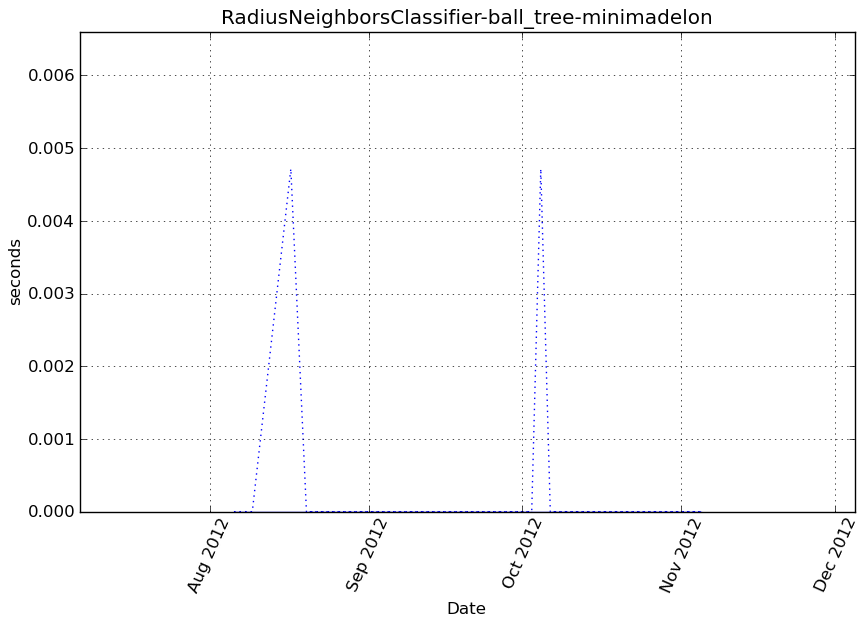 RadiusNeighborsClassifier-ball_tree-minimadelon
0.006
0.005
0.004
0.003
0.002
0.001
0.000
seconds
Aug 2012
Sep 2012
Oct 2012
Nov 2012
Dec 2012
Date